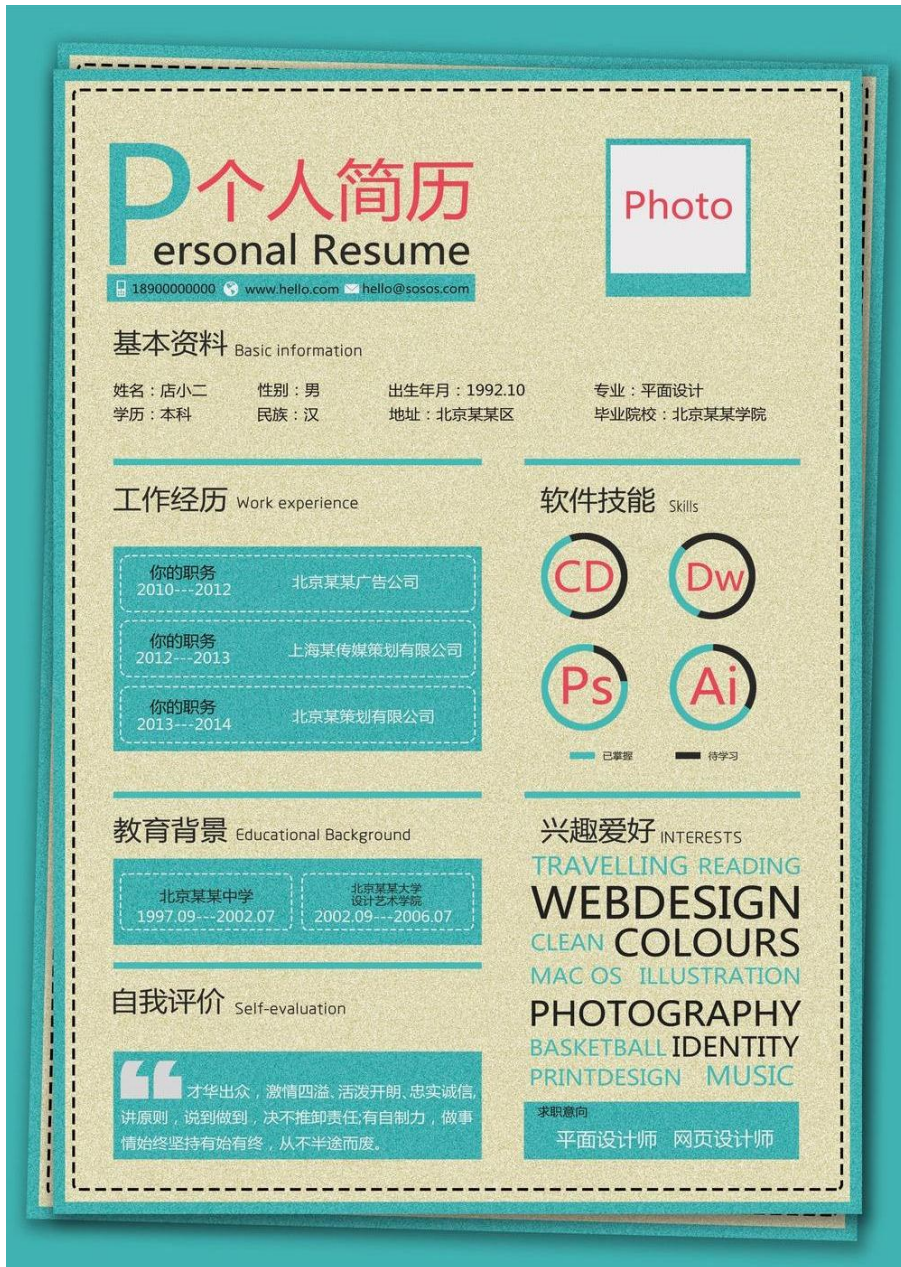 P个人简历
ersonal Resume
18900000000 www.hello.com hello@sosos.com
Photo
基本资料 Basic information
姓名：店小二 性别：男 出生年月：1992.10 专业：平面设计
学历：本科 民族：汉 地址：北京某某区 毕业院校：北京某某学院
工作经历 Work experience
你的职务
2010---2012 北京某某广告公司
你的职务
2012---2013 上海某传媒策划有限公司
你的职务
2013---2014 北京某策划有限公司
软件技能 Skills
CD Dw
Ps Ai
已掌握 待学习
教育背景 Educational Background
北京某某中学
1997.09---2002.07
北京某某大学
设计艺术学院
2002.09---2006.07
自我评价 Self-evaluation
才华出众，激情四溢、活泼开朗、忠实诚信,
讲原则，说到做到，决不推卸责任;有自制力，做事
情始终坚持有始有终，从不半途而废。
兴趣爱好 INTERESTS
TRAVELLING READING
WEBDESIGN
CLEAN COLOURS
MAC OS ILLUSTRATION
PHOTOGRAPHY
BASKETBALL IDENTITY
PRINTDESIGN MUSIC
求职意向
平面设计师 网页设计师